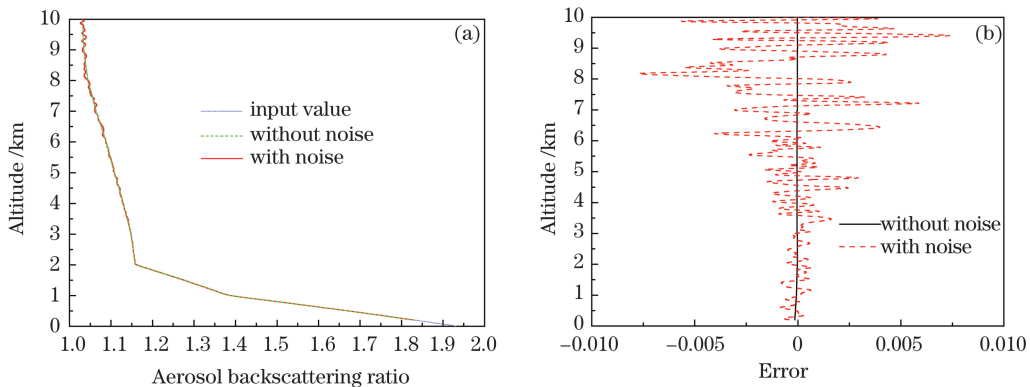 10
9
8
7
6
5
4
3
2
1
0
Altitude /km
(a)
input value
without noise
with noise
1.0 1.1 1.2 1.3 1.4 1.5 1.6 1.7 1.8 1.9 2.0
Aerosol backscattering ratio
10
9
8
7
6
5
4
3
2
1
0
Altitude /km
(b)
without noise
with noise
−0.010 −0.005 0 0.005 0.010
Error